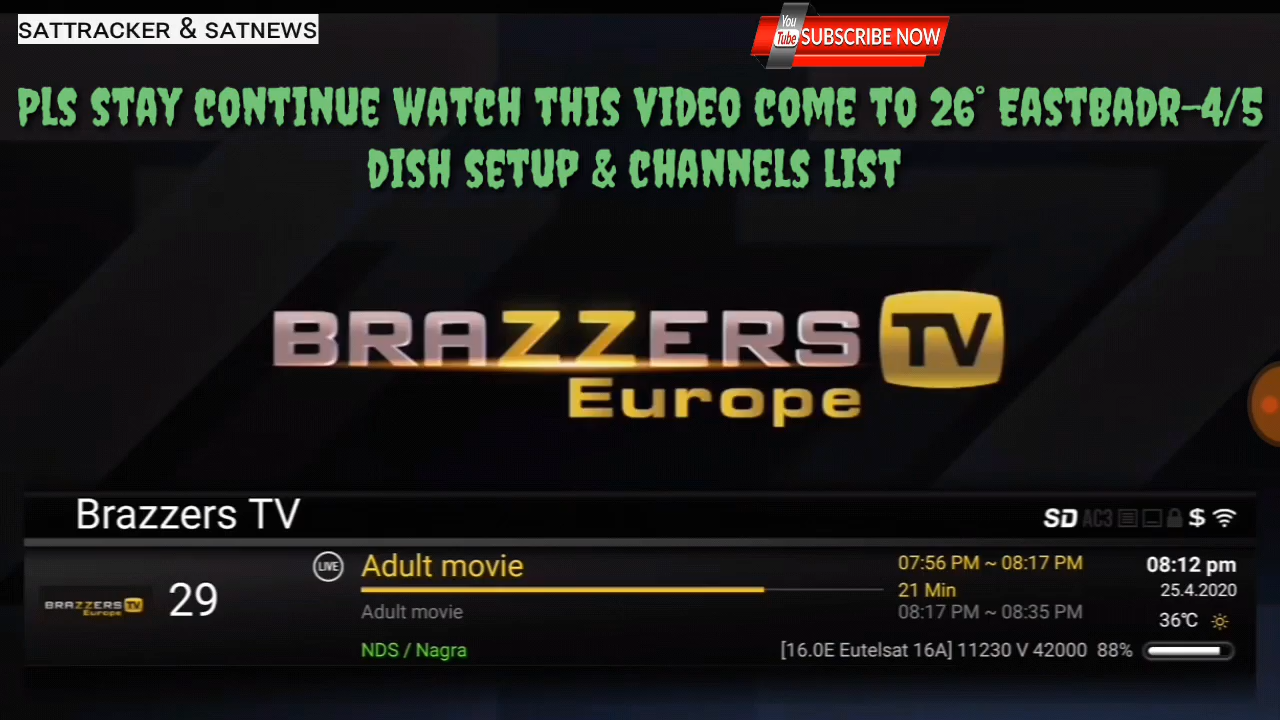 SATTRACKER & SATNEWS
You
Tube
SUBSCRIBE NOW
PLS STAY CONTINUE WATCH THIS VIDEO COME TO 26° EASTBADR-4/5
DISH SETUP & CHANNELS LIST
BRAZZERS TV
Europe
Brazzers TV
SD AC3 $
LIVE Adult movie 07:56 PM ~ 08:17 PM 08:12 pm
21 Min 25.4.2020
BRAZZERS TV
Europe
29
Adult movie 08:17 PM ~ 08:35 PM
36℃
NDS / Nagra [16.0E Eutelsat 16A] 11230 V 42000 88%